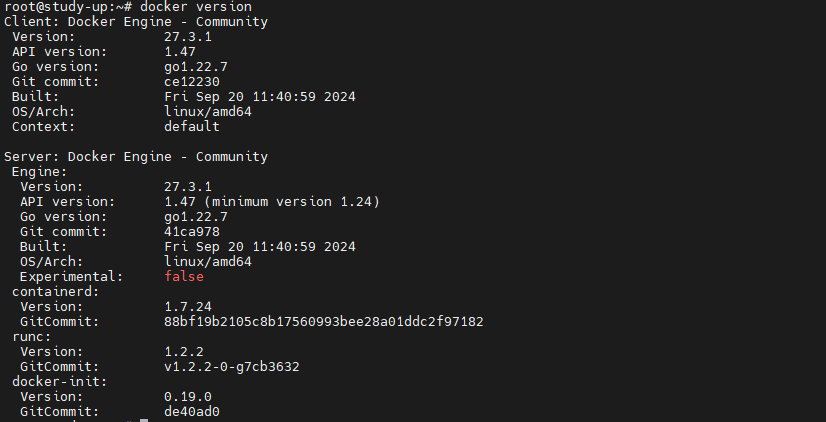 root@study-up:~# docker version
Client: Docker Engine - Community
Version: 27.3.1
API version: 1.47
Go version: go1.22.7
Git commit: ce12230
Built: Fri Sep 20 11:40:59 2024
OS/Arch: linux/amd64
Context: default
Server: Docker Engine - Community
Engine:
Version: 27.3.1
API version: 1.47 (minimum version 1.24)
Go version: go1.22.7
Git commit: 41ca978
Built: Fri Sep 20 11:40:59 2024
OS/Arch: linux/amd64
Experimental: false
containerd:
Version: 1.7.24
GitCommit: 88bf19b2105c8b17560993bee28a01ddc2f97182
runc:
Version: 1.2.2
GitCommit: v1.2.2-0-g7cb3632
docker-init:
Version: 0.19.0
GitCommit: de40ad0